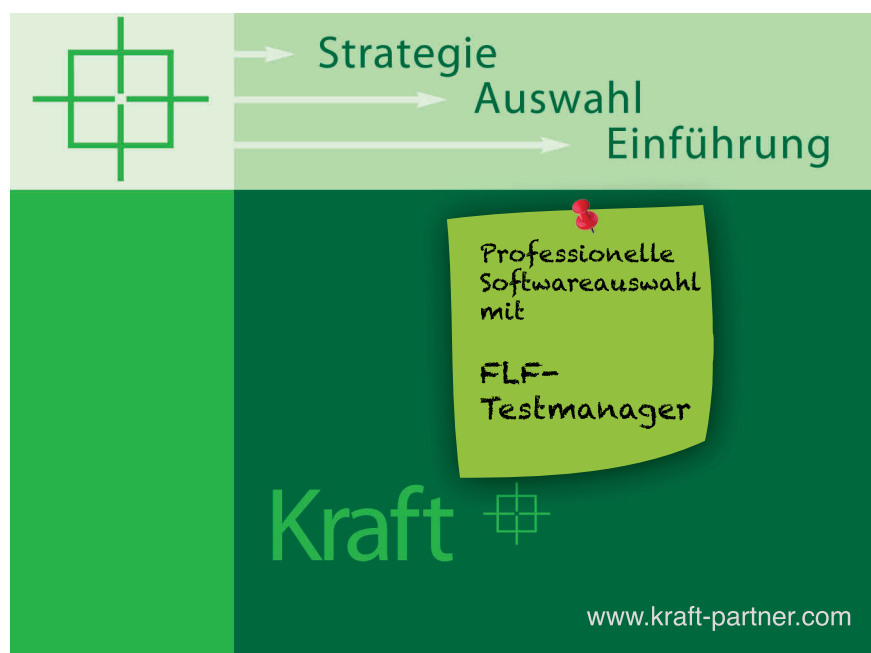 Strategie
Auswahl
Einführung
Professionelle
Softwareauswahl
mit
FLF-
Testmanager
Kraft
www.kraft-partner.com